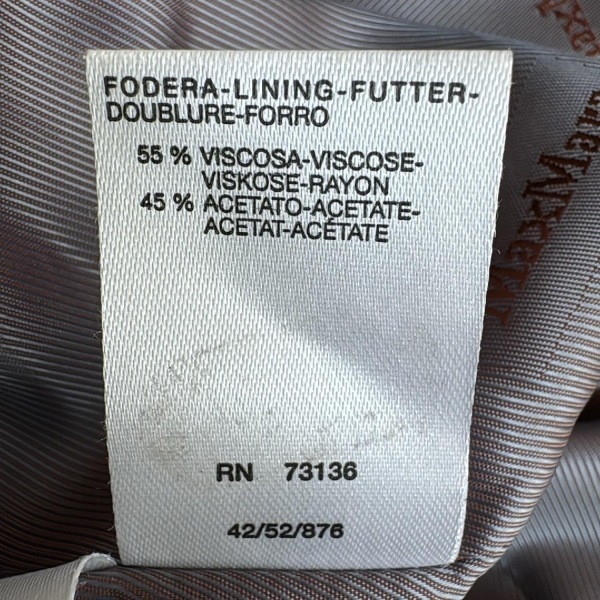 FODERA-LINING-FUTTER-
DOUBLURE-FORRO
55 % VISCOSA-VISCOSE-
VISKOSE-RAYON
45 % ACETATO-ACETATE-
ACETAT-ACÉTATE
RN 73136
42/52/876